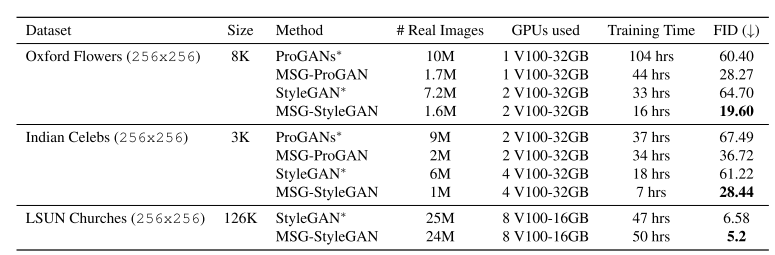 Dataset Size Method # Real Images GPUs used Training Time FID (↓)
Oxford Flowers (256x256) 8K ProGANs* 10M 1 V100-32GB 104 hrs 60.40
MSG-ProGAN 1.7M 1 V100-32GB 44 hrs 28.27
StyleGAN* 7.2M 2 V100-32GB 33 hrs 64.70
MSG-StyleGAN 1.6M 2 V100-32GB 16 hrs 19.60
Indian Celebs (256x256) 3K ProGANs* 9M 2 V100-32GB 37 hrs 67.49
MSG-ProGAN 2M 2 V100-32GB 34 hrs 36.72
StyleGAN* 6M 4 V100-32GB 18 hrs 61.22
MSG-StyleGAN 1M 4 V100-32GB 7 hrs 28.44
LSUN Churches (256x256) 126K StyleGAN* 25M 8 V100-16GB 47 hrs 6.58
MSG-StyleGAN 24M 8 V100-16GB 50 hrs 5.2